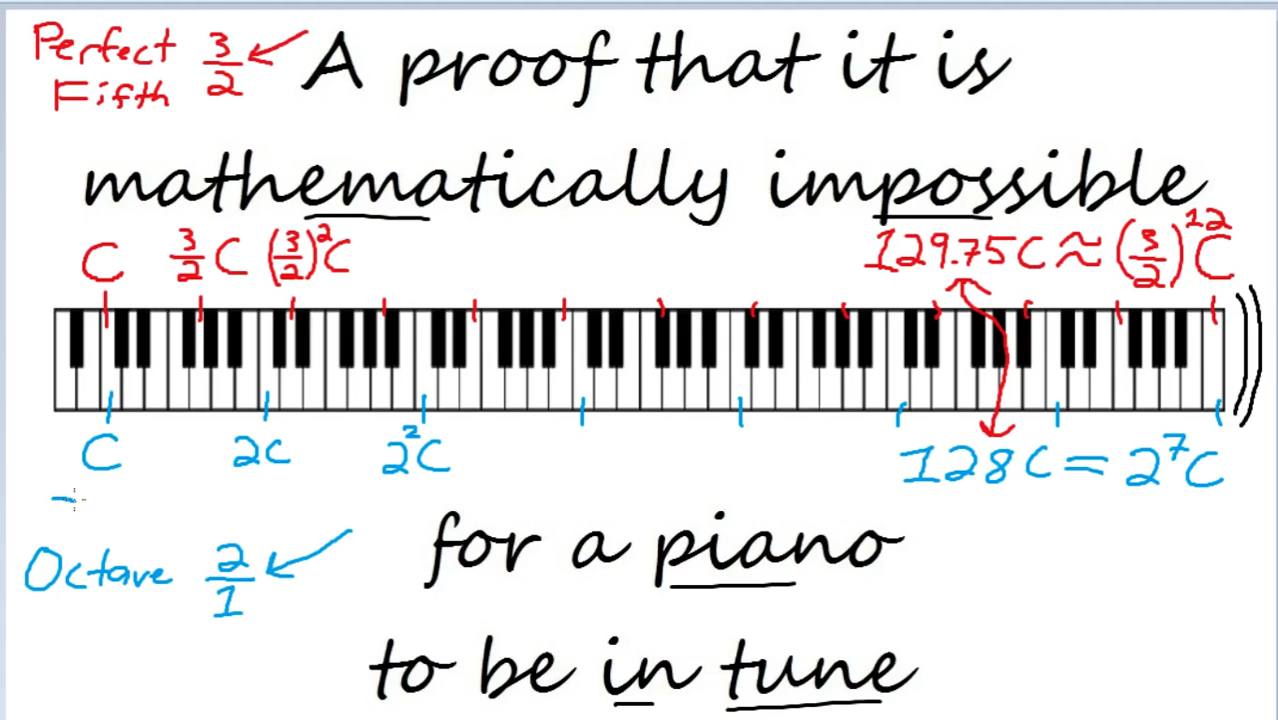 Perfect 3/2 A proof that it is
Fifth
mathematically impossible
C 3/2 C (3/2)²C 129.75C ≈ (3/2)¹²C
C 2C 2²C 128C = 2⁷C
for a piano
Octave 2/1
to be in tune